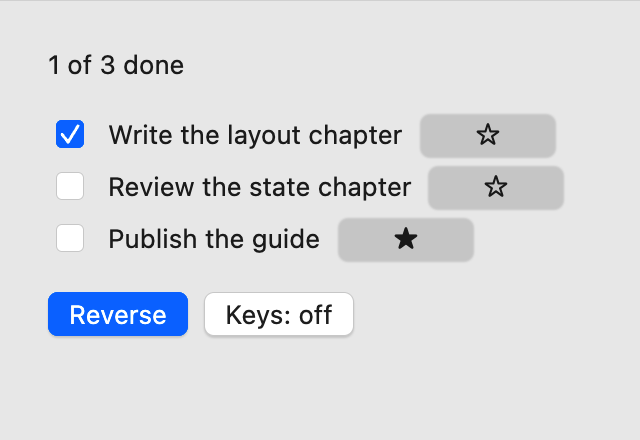 1 of 3 done
Write the layout chapter ☆
Review the state chapter ☆
Publish the guide ★
Reverse Keys: off